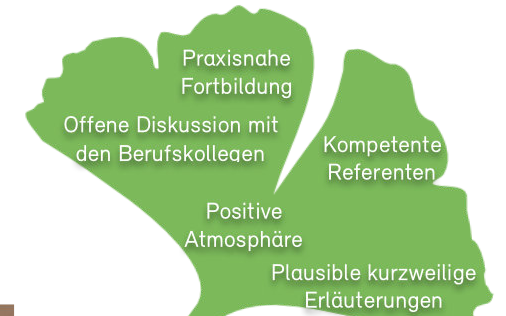 Praxisnahe
Fortbildung
Offene Diskussion mit
den Berufskollegen
Kompetente
Referenten
Positive
Atmosphäre
Plausible kurzweilige
Erläuterungen